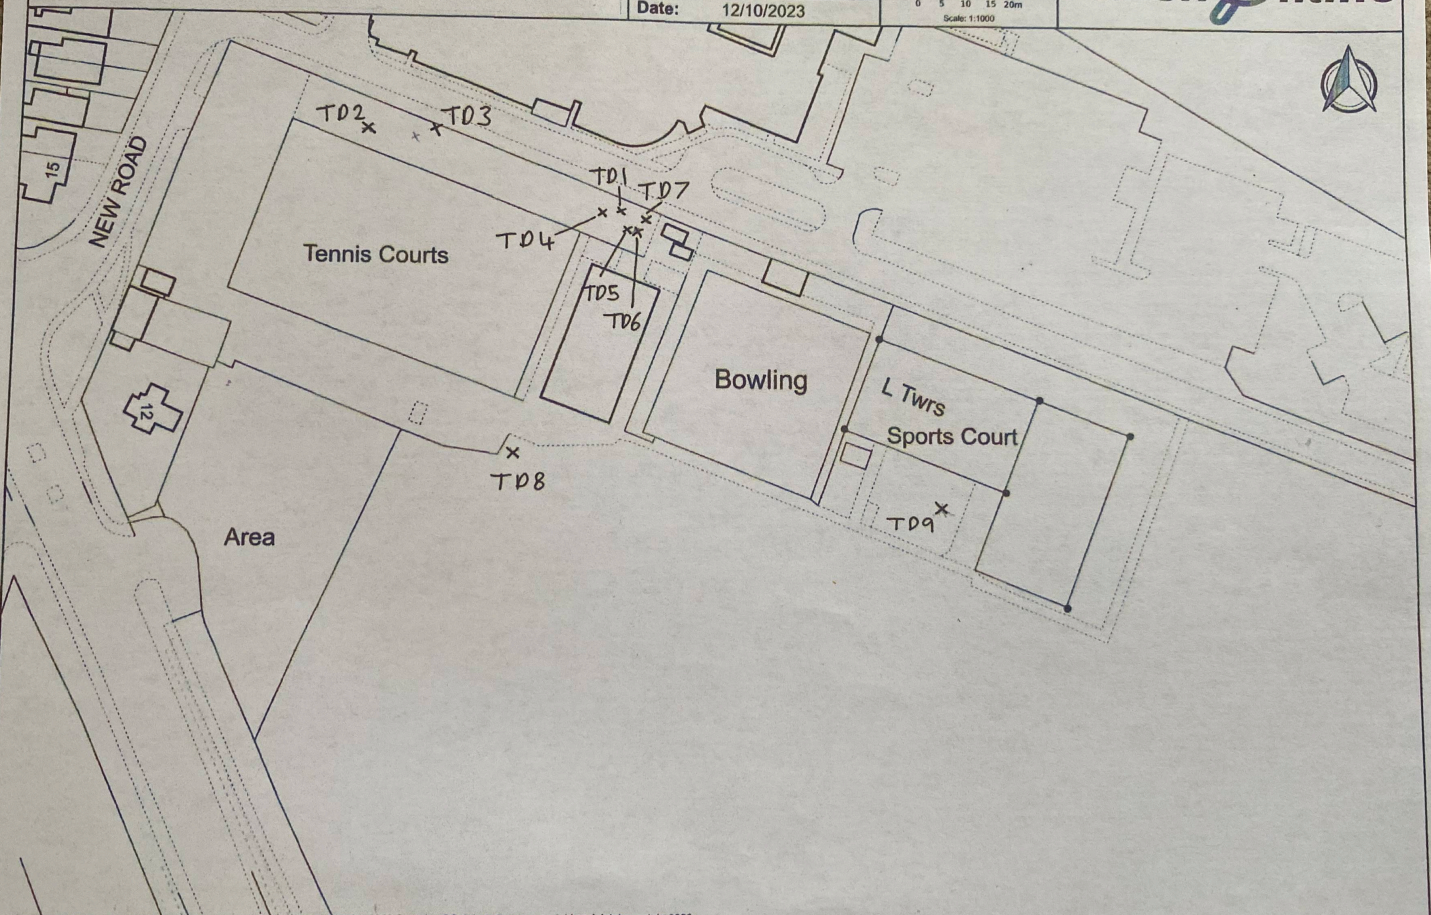 Date: 12/10/2023
0 5 10 15 20m
Scale: 1:1000
TD2
TD3
15
NEW ROAD
TD1
TD7
TD4
Tennis Courts
TD5
TD6
Bowling
L Twrs
Sports Court
12
TD8
TD9
Area